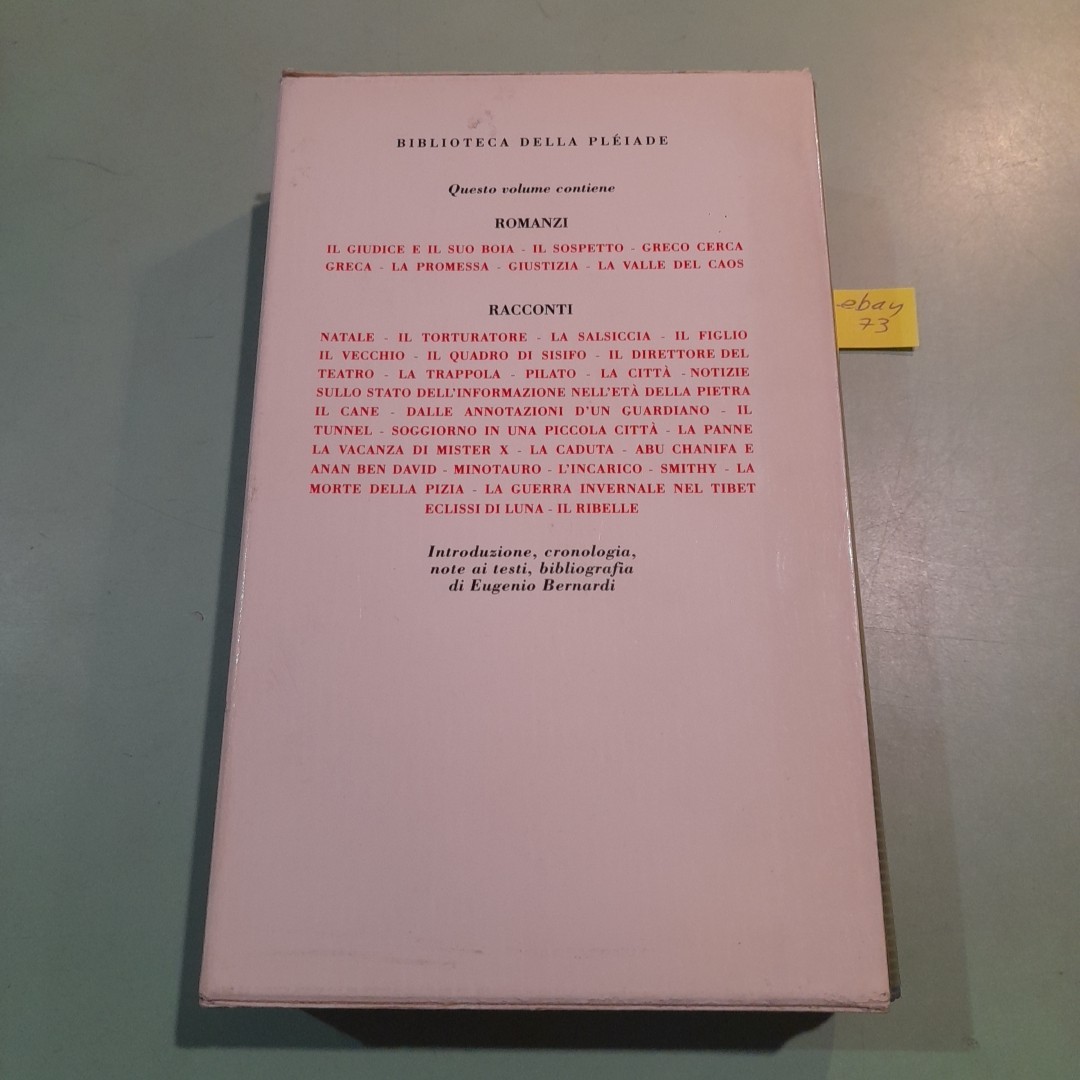 BIBLIOTECA DELLA PLÉIADE
Questo volume contiene
ROMANZI
IL GIUDICE E IL SUO BOIA - IL SOSPETTO - GRECO CERCA
GRECA - LA PROMESSA - GIUSTIZIA - LA VALLE DEL CAOS
RACCONTI
NATALE - IL TORTURATORE - LA SALSICCIA - IL FIGLIO
IL VECCHIO - IL QUADRO DI SISIFO - IL DIRETTORE DEL
TEATRO - LA TRAPPOLA - PILATO - LA CITTÀ - NOTIZIE
SULLO STATO DELL'INFORMAZIONE NELL'ETÀ DELLA PIETRA
IL CANE - DALLE ANNOTAZIONI D'UN GUARDIANO - IL
TUNNEL - SOGGIORNO IN UNA PICCOLA CITTÀ - LA PANNE
LA VACANZA DI MISTER X - LA CADUTA - ABU CHANIFA E
ANAN BEN DAVID - MINOTAURO - L'INCARICO - SMITHY - LA
MORTE DELLA PIZIA - LA GUERRA INVERNALE NEL TIBET
ECLISSI DI LUNA - IL RIBELLE
Introduzione, cronologia,
note ai testi, bibliografia
di Eugenio Bernardi
ebay
73